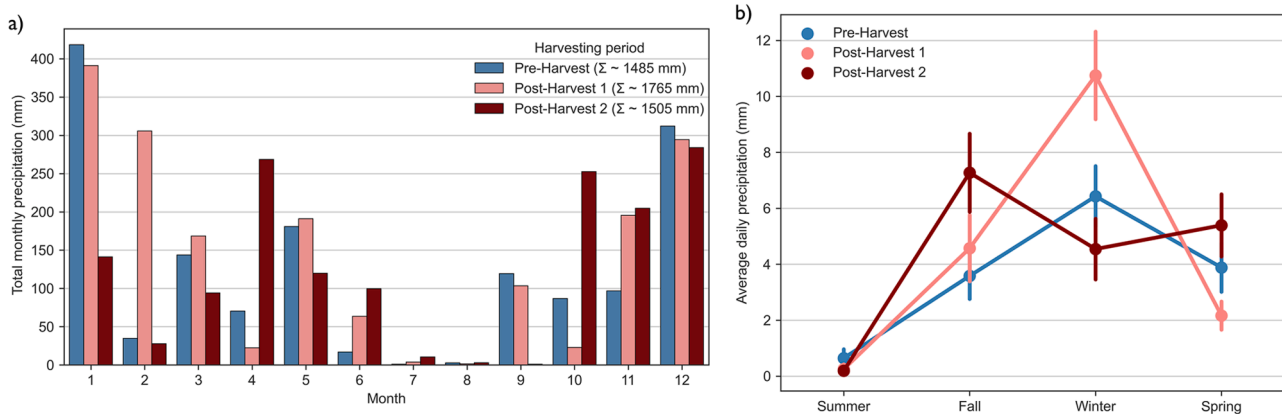 a)
Total monthly precipitation (mm)
400
350
300
250
200
150
100
50
0
Harvesting period
Pre-Harvest (Σ ~ 1485 mm)
Post-Harvest 1 (Σ ~ 1765 mm)
Post-Harvest 2 (Σ ~ 1505 mm)
1 2 3 4 5 6 7 8 9 10 11 12
Month
b)
Average daily precipitation (mm)
12
10
8
6
4
2
0
Pre-Harvest
Post-Harvest 1
Post-Harvest 2
Summer Fall Winter Spring